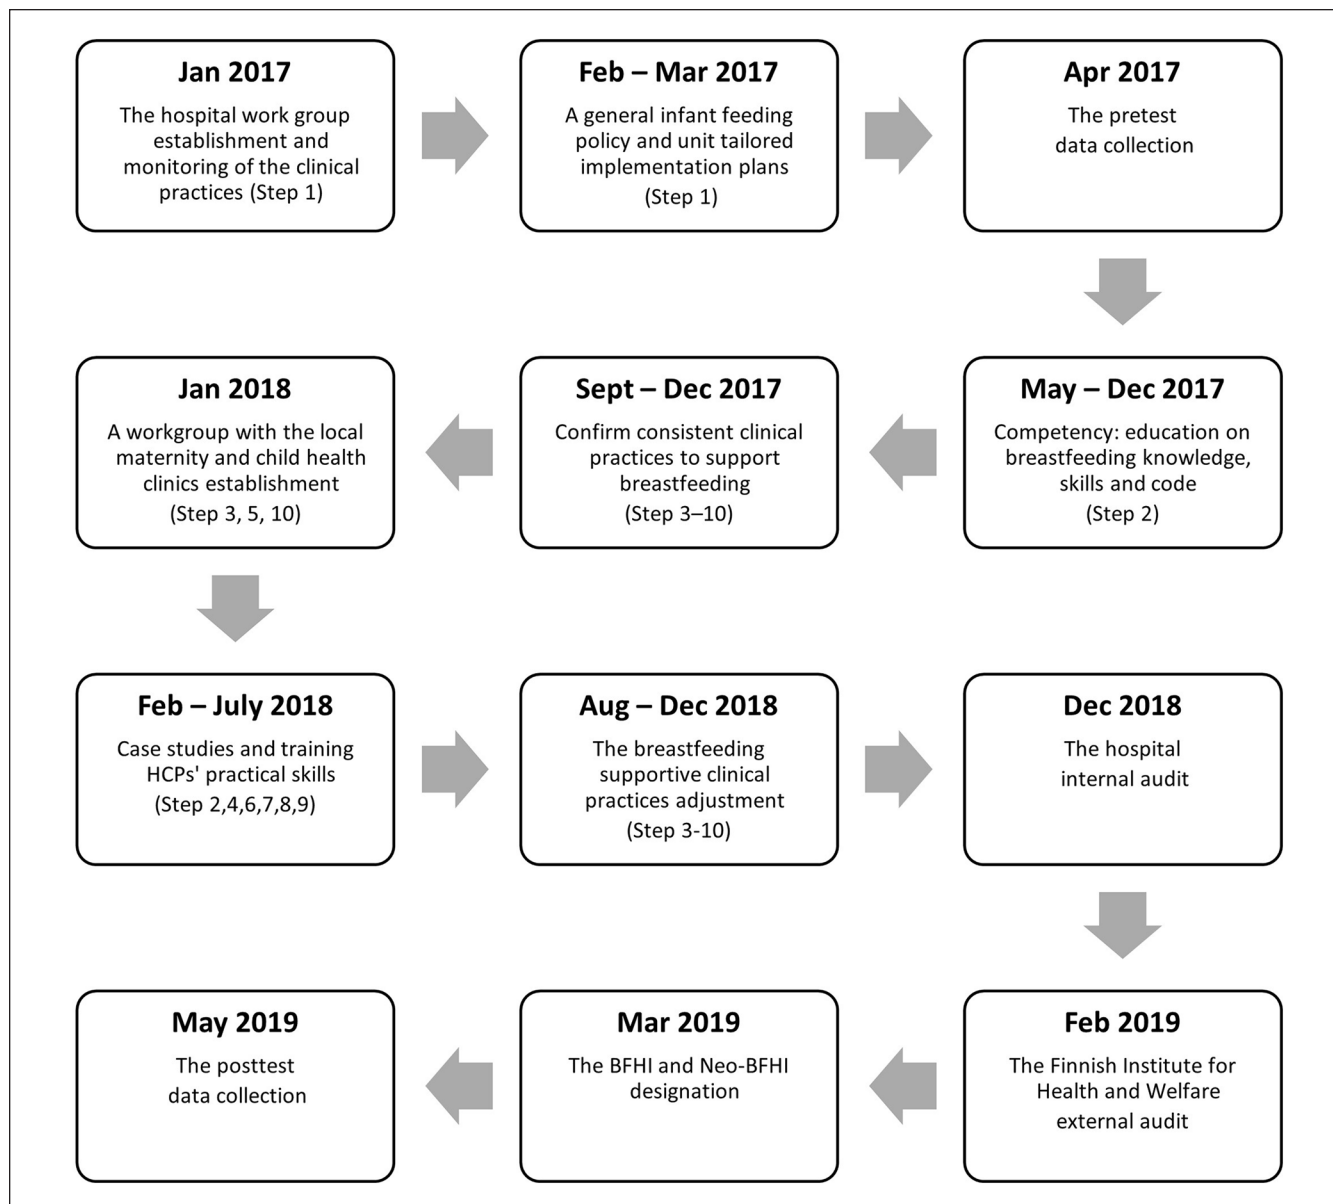 Jan 2017
The hospital work group
establishment and
monitoring of the clinical
practices (Step 1)
Feb – Mar 2017
A general infant feeding
policy and unit tailored
implementation plans
(Step 1)
Apr 2017
The pretest
data collection
May – Dec 2017
Competency: education on
breastfeeding knowledge,
skills and code
(Step 2)
Sept – Dec 2017
Confirm consistent clinical
practices to support
breastfeeding
(Step 3–10)
Jan 2018
A workgroup with the local
maternity and child health
clinics establishment
(Step 3, 5, 10)
Feb – July 2018
Case studies and training
HCPs' practical skills
(Step 2,4,6,7,8,9)
Aug – Dec 2018
The breastfeeding
supportive clinical
practices adjustment
(Step 3-10)
Dec 2018
The hospital
internal audit
Feb 2019
The Finnish Institute for
Health and Welfare
external audit
Mar 2019
The BFHI and Neo-BFHI
designation
May 2019
The posttest
data collection